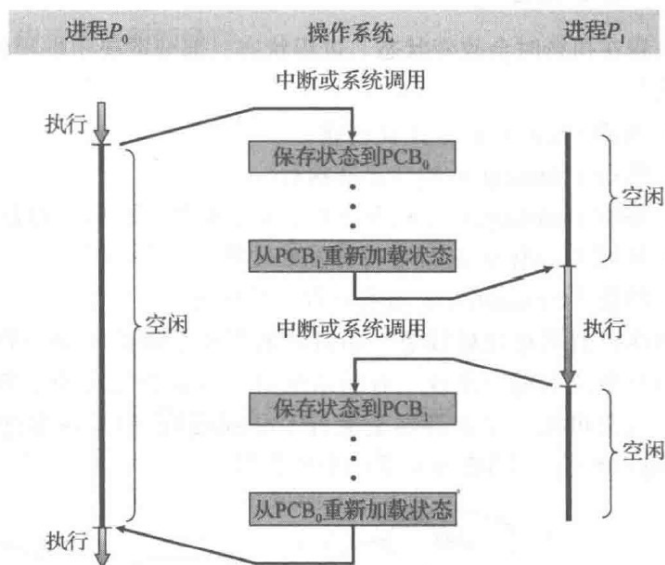 进程P0 操作系统 进程P1
中断或系统调用
执行
保存状态到PCB0
空闲
从PCB1重新加载状态
空闲
中断或系统调用
执行
保存状态到PCB1
空闲
从PCB0重新加载状态
执行